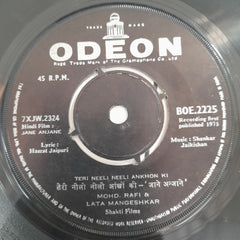 TRADE MARK
ODEON
Regd. Trade Mark of The Gramophone Co. Ltd.
45 R.P.M.
7XJW.2324
BOE.2225
Hindi Film :
JANE ANJANE
Recording first
published 1975
Lyric :
Hasrat Jaipuri
Music : Shankar
Jaikishan
TERI NEELI NEELI ANKHON KI
तेरी नीली नीली आंखों की - 'जाने अन्जाने'
MOHD. RAFI &
LATA MANGESHKAR
Shakti Films